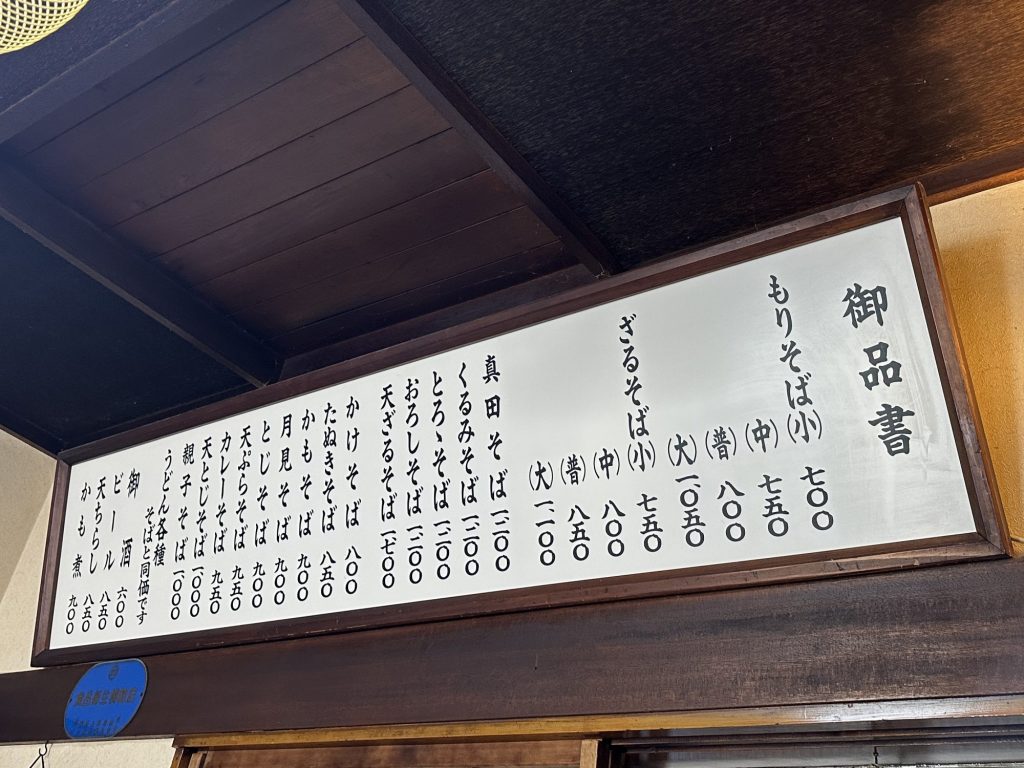 御品書
もりそば(小) 七〇〇
(中) 七五〇
(普) 八〇〇
(大) 一〇五〇
ざるそば(小) 七五〇
(中) 八〇〇
(普) 八五〇
(大) 一一〇〇
真田そば 一二〇〇
くるみそば 一二〇〇
とろゝそば 一二〇〇
おろしそば 一二〇〇
天ざるそば 一七〇〇
かけそば 八〇〇
たぬきそば 八五〇
かもそば 九〇〇
月見そば 九〇〇
とじそば 九〇〇
天ぷらそば 九五〇
カレーそば 九五〇
天とじそば 一〇〇〇
親子そば 一〇〇〇
うどん各種
そばと同価です
御酒 六〇〇
ビール 八五〇
天ちらし 八五〇
かも煮 九〇〇